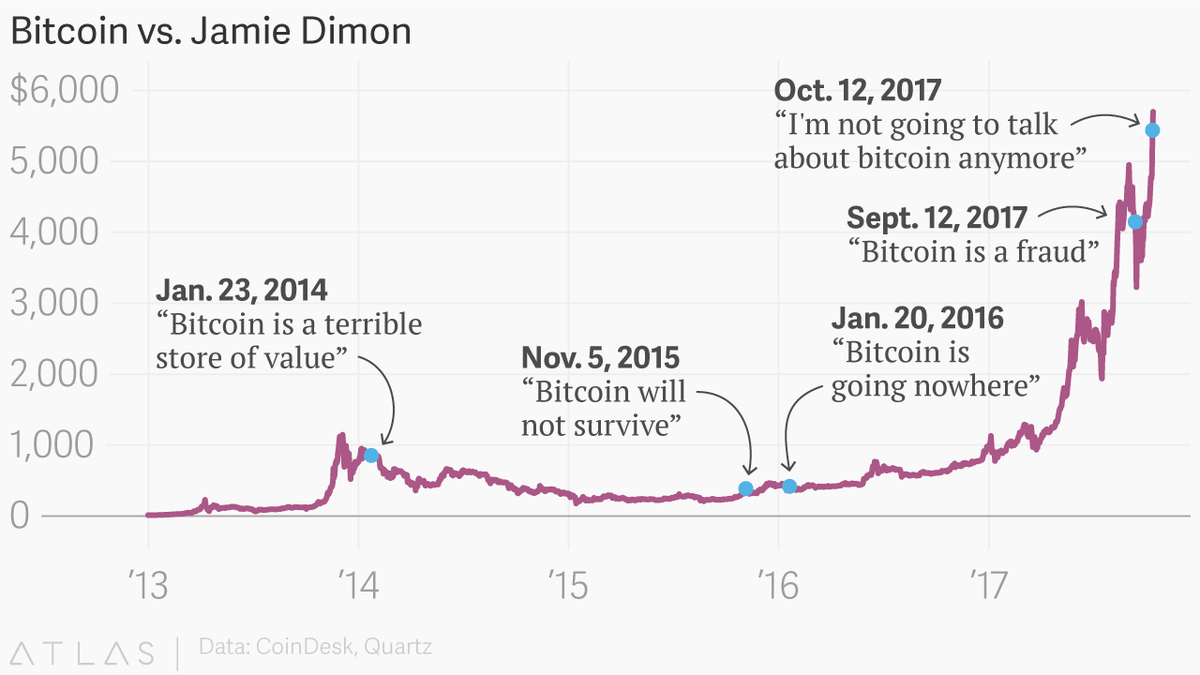 Bitcoin vs. Jamie Dimon
$6,000
5,000
4,000
3,000
2,000
1,000
0
Oct. 12, 2017
“I'm not going to talk
about bitcoin anymore”
Sept. 12, 2017
“Bitcoin is a fraud”
Jan. 23, 2014
“Bitcoin is a terrible
store of value”
Nov. 5, 2015
“Bitcoin will
not survive”
Jan. 20, 2016
“Bitcoin is
going nowhere”
’13 ’14 ’15 ’16 ’17
ATLAS | Data: CoinDesk, Quartz